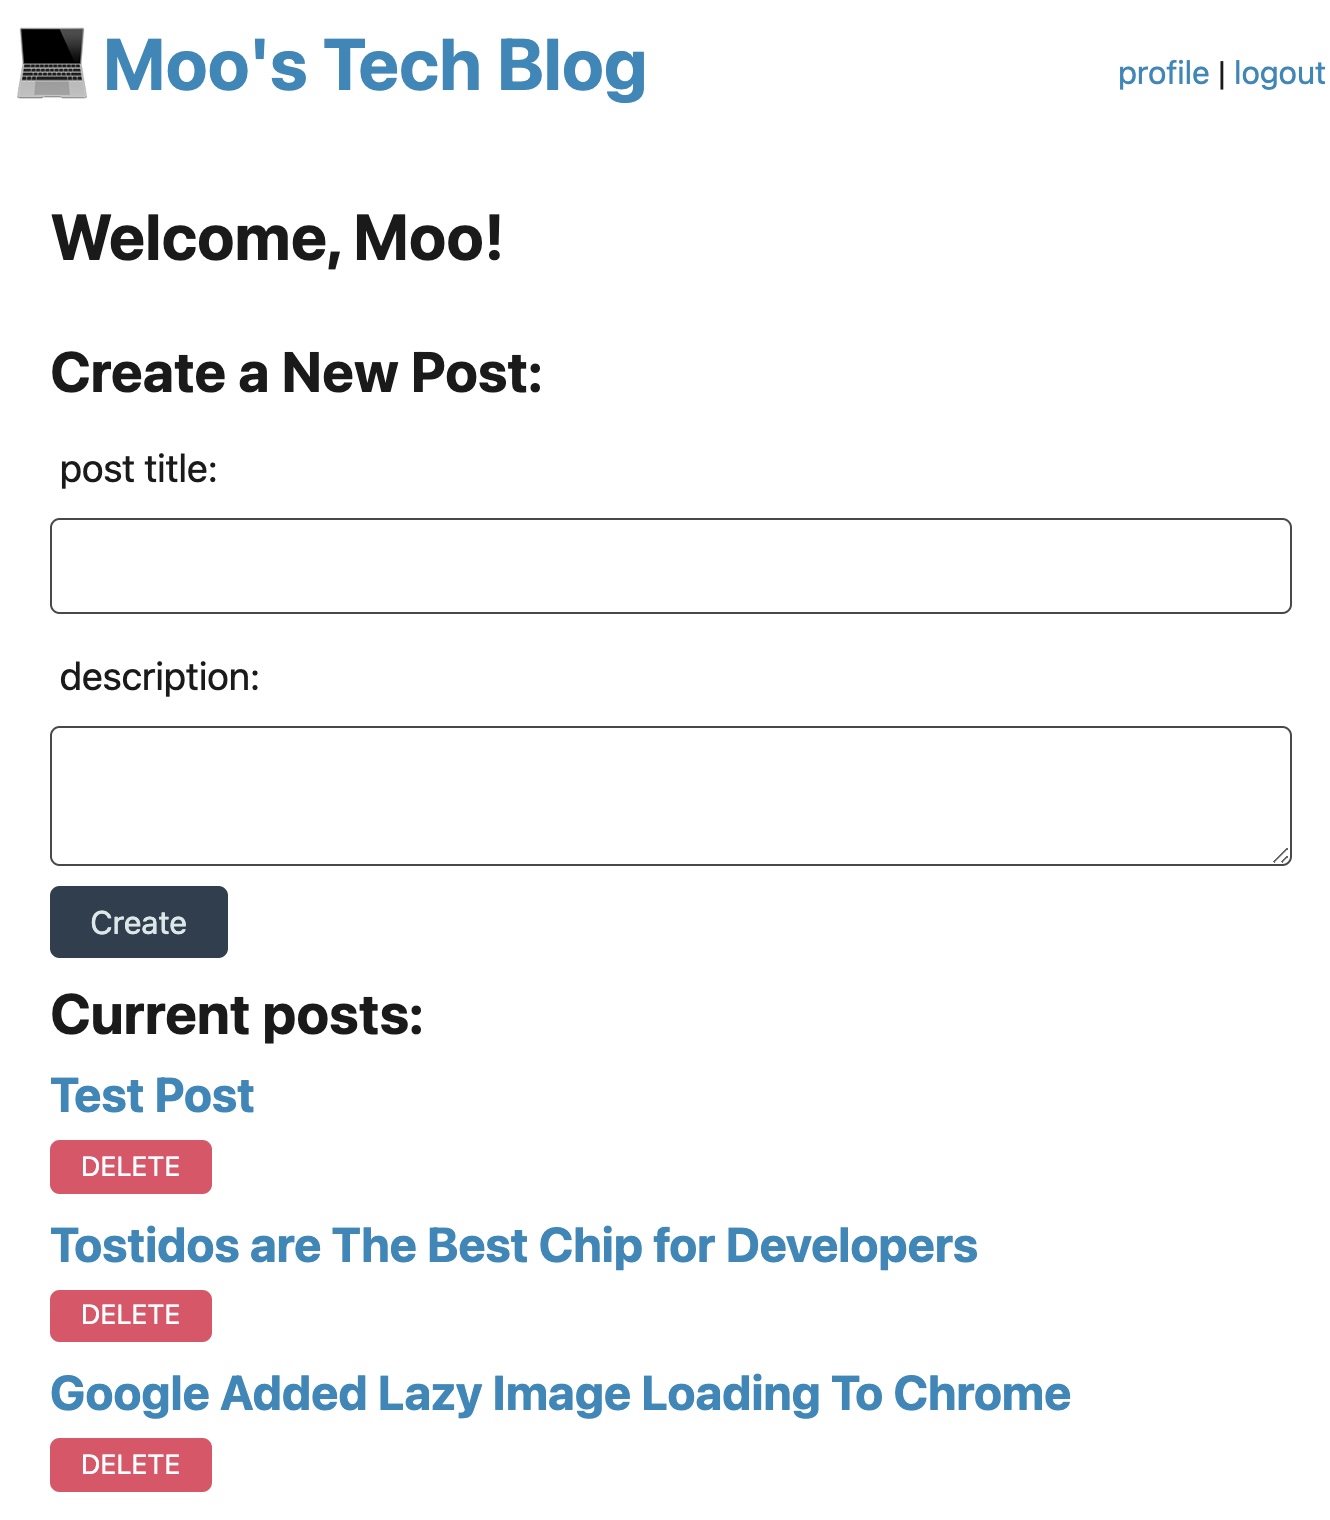 Moo's Tech Blog
profile | logout
Welcome, Moo!
Create a New Post:
post title:
description:
Create
Current posts:
Test Post
DELETE
Tostidos are The Best Chip for Developers
DELETE
Google Added Lazy Image Loading To Chrome
DELETE